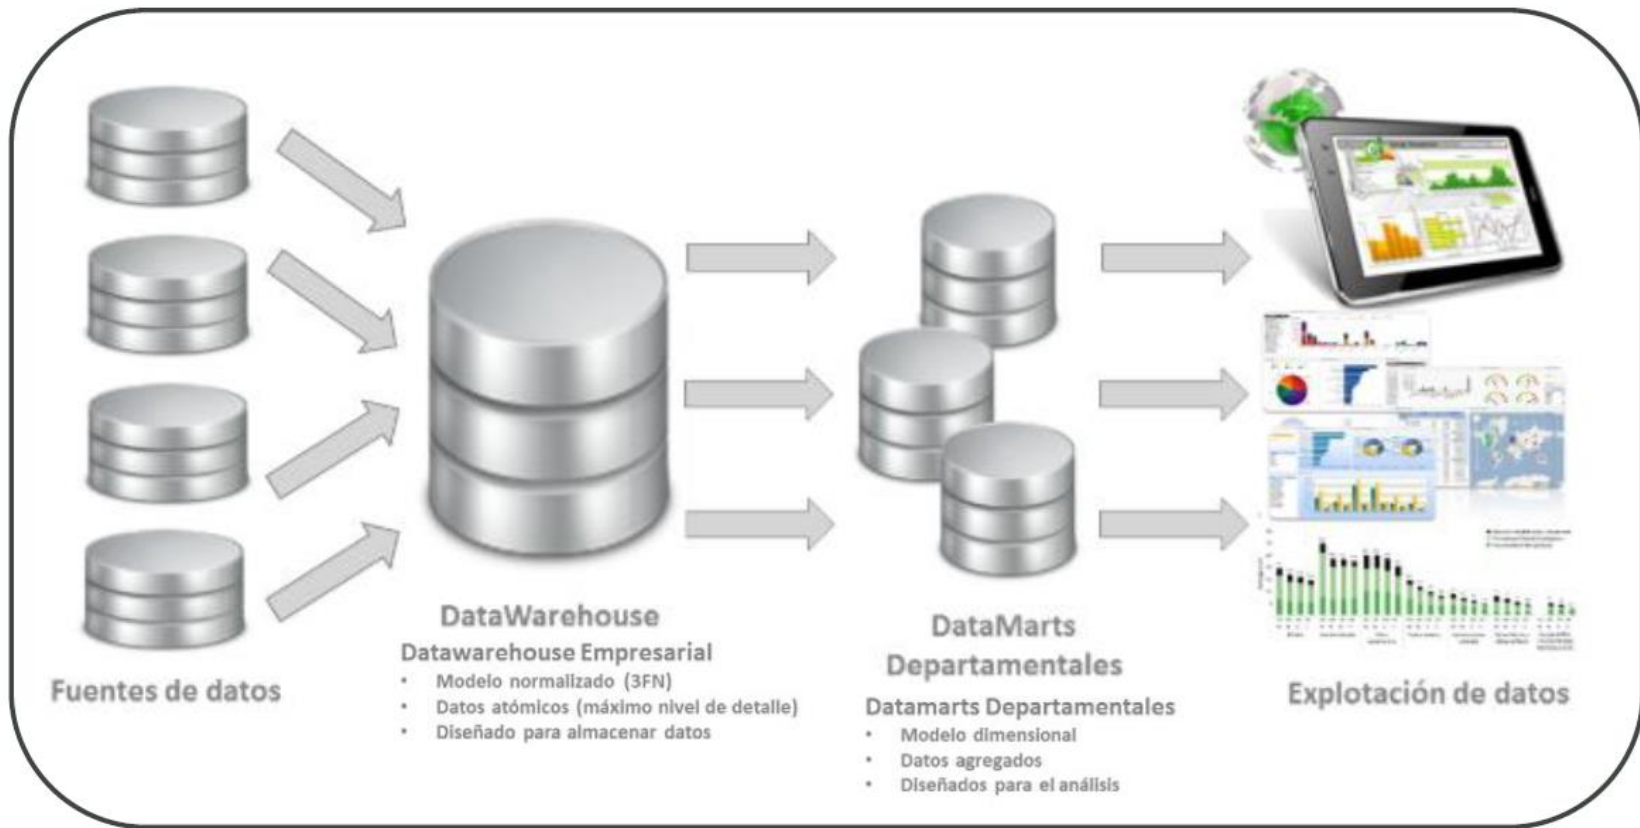 Fuentes de datos
DataWarehouse
Datawarehouse Empresarial
• Modelo normalizado (3FN)
• Datos atómicos (máximo nivel de detalle)
• Diseñado para almacenar datos
DataMarts
Departamentales
Datamarts Departamentales
• Modelo dimensional
• Datos agregados
• Diseñados para el análisis
Explotación de datos